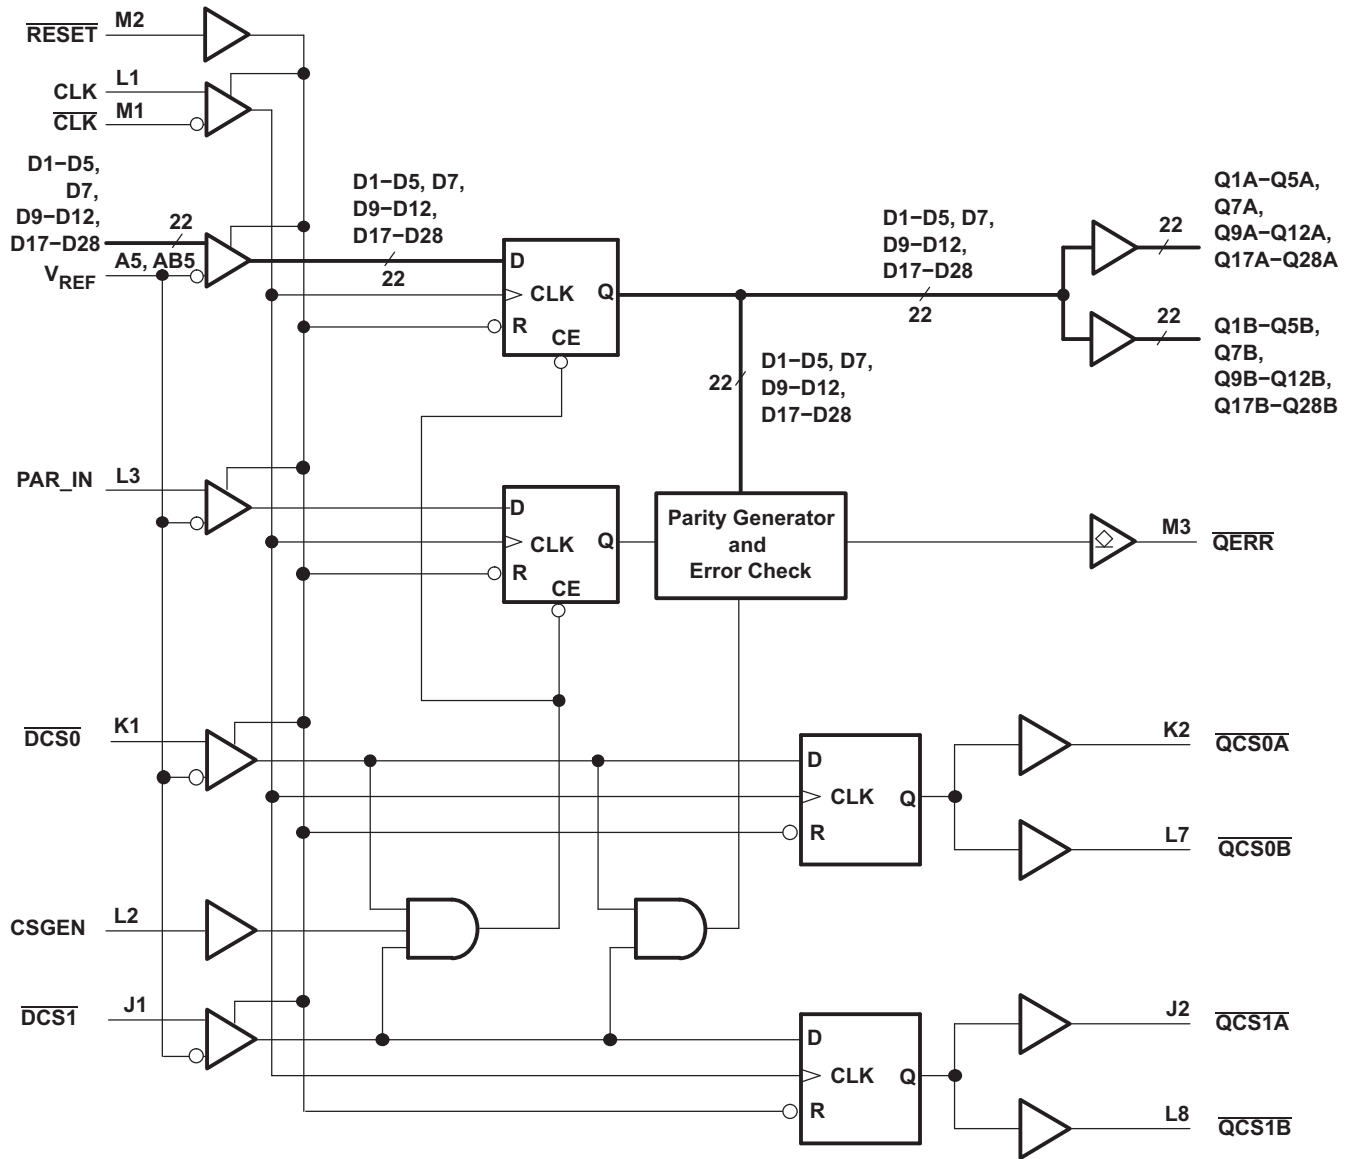 RESET
M2
CLK
L1
CLK
M1
D1−D5,
D7,
D9−D12,
D17−D28
22
VREF
A5, AB5
D1−D5, D7,
D9−D12,
D17−D28
22
D
CLK
Q
R
CE
D1−D5, D7,
D9−D12,
D17−D28
22
22
Q1A−Q5A,
Q7A,
Q9A−Q12A,
Q17A−Q28A
22
Q1B−Q5B,
Q7B,
Q9B−Q12B,
Q17B−Q28B
22
D1−D5, D7,
D9−D12,
D17−D28
PAR_IN
L3
D
CLK
Q
R
CE
Parity Generator
and
Error Check
M3
QERR
DCS0
K1
D
CLK
Q
R
K2
QCS0A
L7
QCS0B
CSGEN
L2
DCS1
J1
D
CLK
Q
R
J2
QCS1A
L8
QCS1B